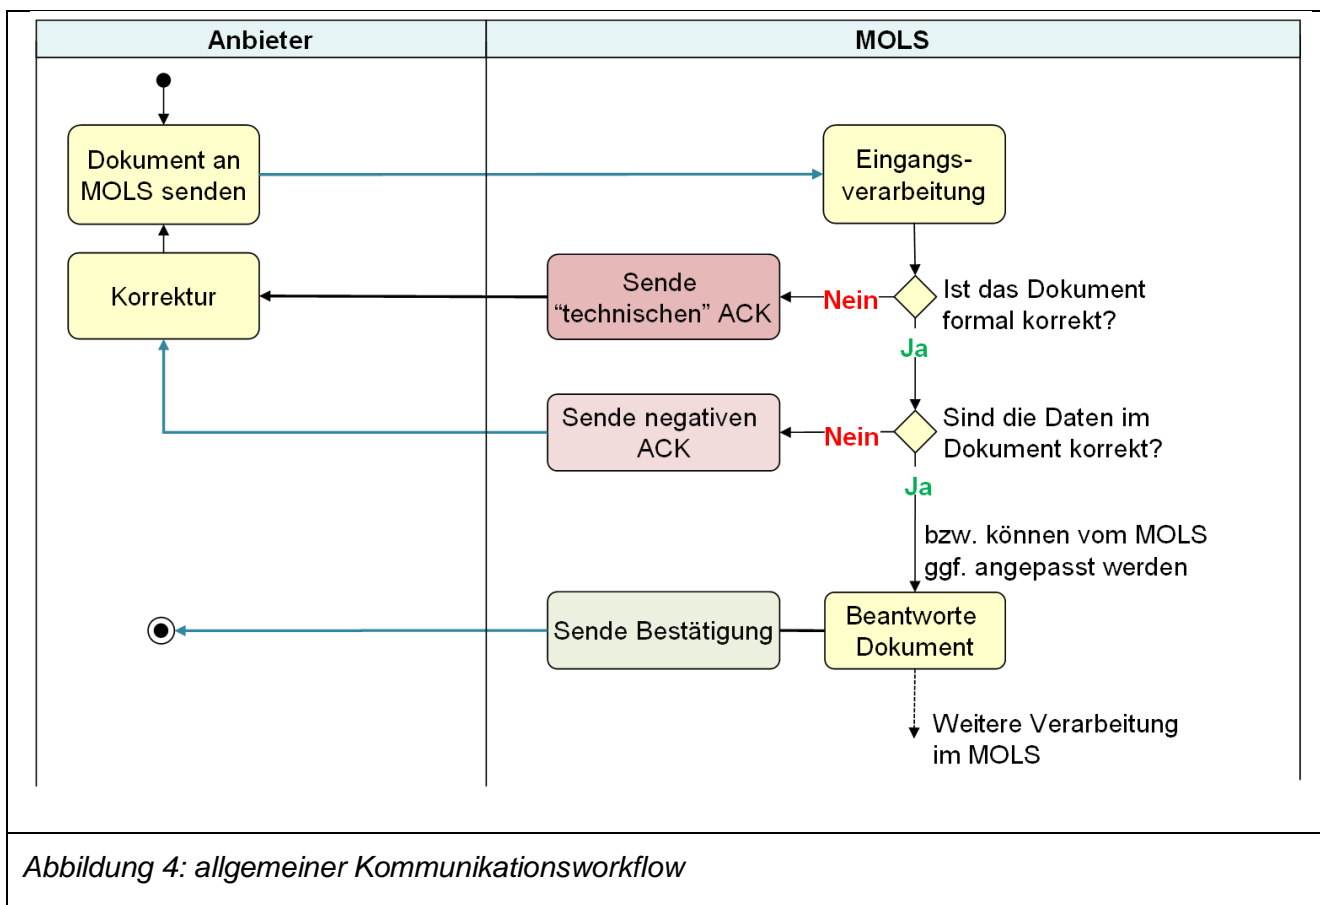 Anbieter
MOLS
Dokument an
MOLS senden
Eingangs-
verarbeitung
Korrektur
Sende
“technischen” ACK
Nein
Ist das Dokument
formal korrekt?
Ja
Sende negativen
ACK
Nein
Sind die Daten im
Dokument korrekt?
Ja
bzw. können vom MOLS
ggf. angepasst werden
Sende Bestätigung
Beantworte
Dokument
Weitere Verarbeitung
im MOLS
Abbildung 4: allgemeiner Kommunikationsworkflow